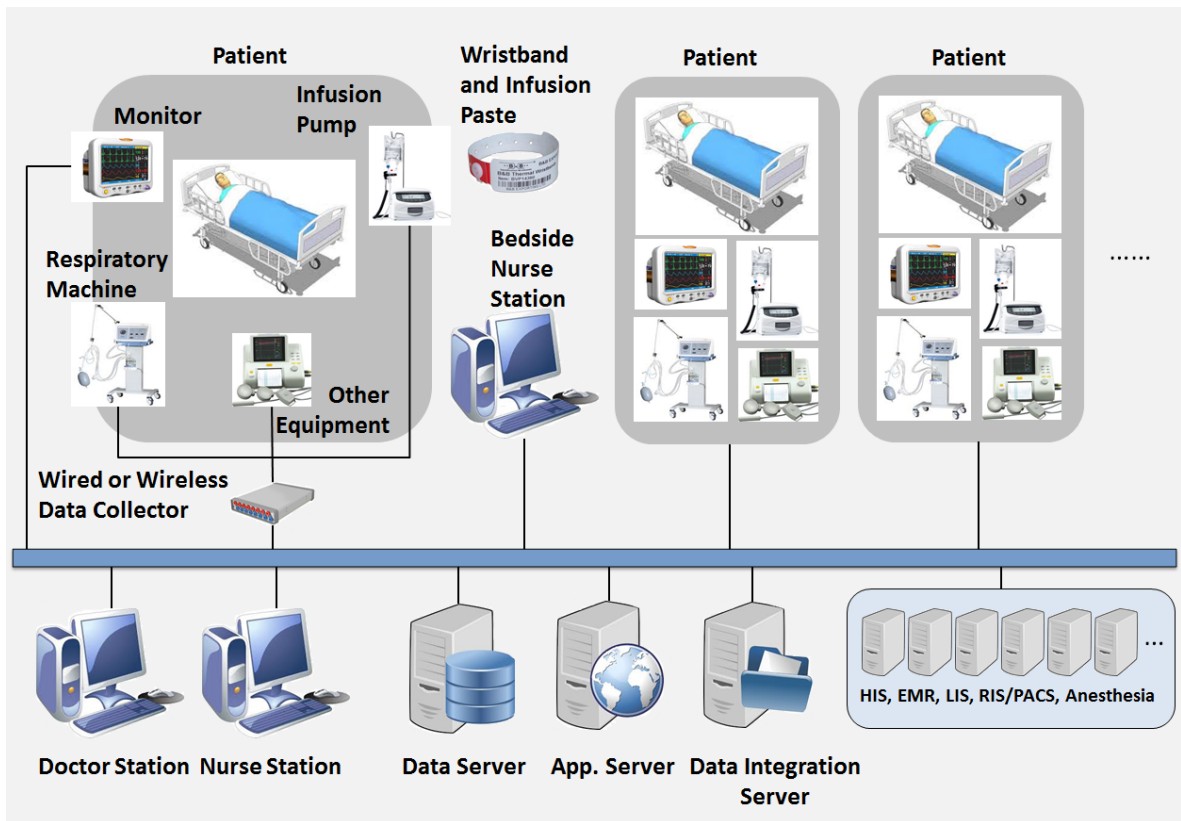 Patient
Monitor
Infusion
Pump
Respiratory
Machine
Other
Equipment
Wired or Wireless
Data Collector
Wristband
and Infusion
Paste
B&B Thermal
Bedside
Nurse
Station
Patient
Patient
......
Doctor Station
Nurse Station
Data Server
App. Server
Data Integration
Server
...
HIS, EMR, LIS, RIS/PACS, Anesthesia